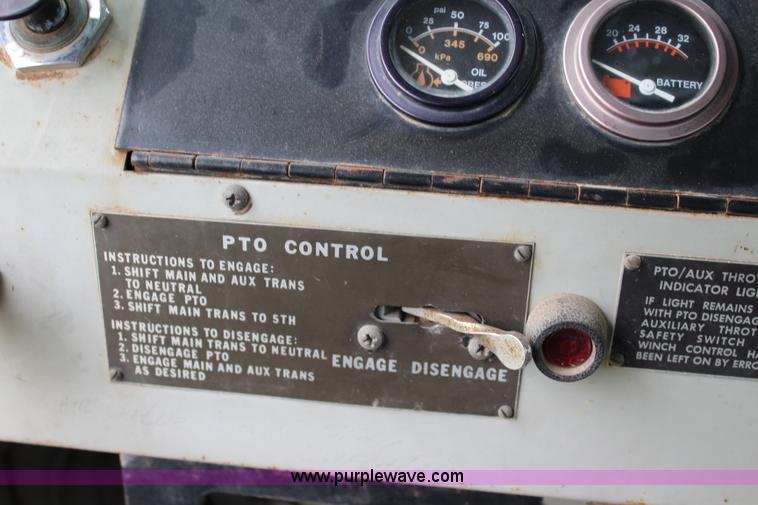 psi
0 25 50 75 100
0 345 690
kPa
OIL
20 24 28 32
BATTERY
PTO CONTROL
INSTRUCTIONS TO ENGAGE:
1. SHIFT MAIN AND AUX TRANS
TO NEUTRAL
2. ENGAGE PTO
3. SHIFT MAIN TRANS TO 5TH
INSTRUCTIONS TO DISENGAGE:
1. SHIFT MAIN TRANS TO NEUTRAL
2. DISENGAGE PTO
3. ENGAGE MAIN AND AUX TRANS
AS DESIRED
ENGAGE DISENGAGE
PTO/AUX THRO
INDICATOR LIG
IF LIGHT REMAINS
WITH PTO DISENGAG
AUXILIARY THROT
SAFETY SWITCH
WINCH CONTROL HA
BEEN LEFT ON BY ERRO
www.purplewave.com